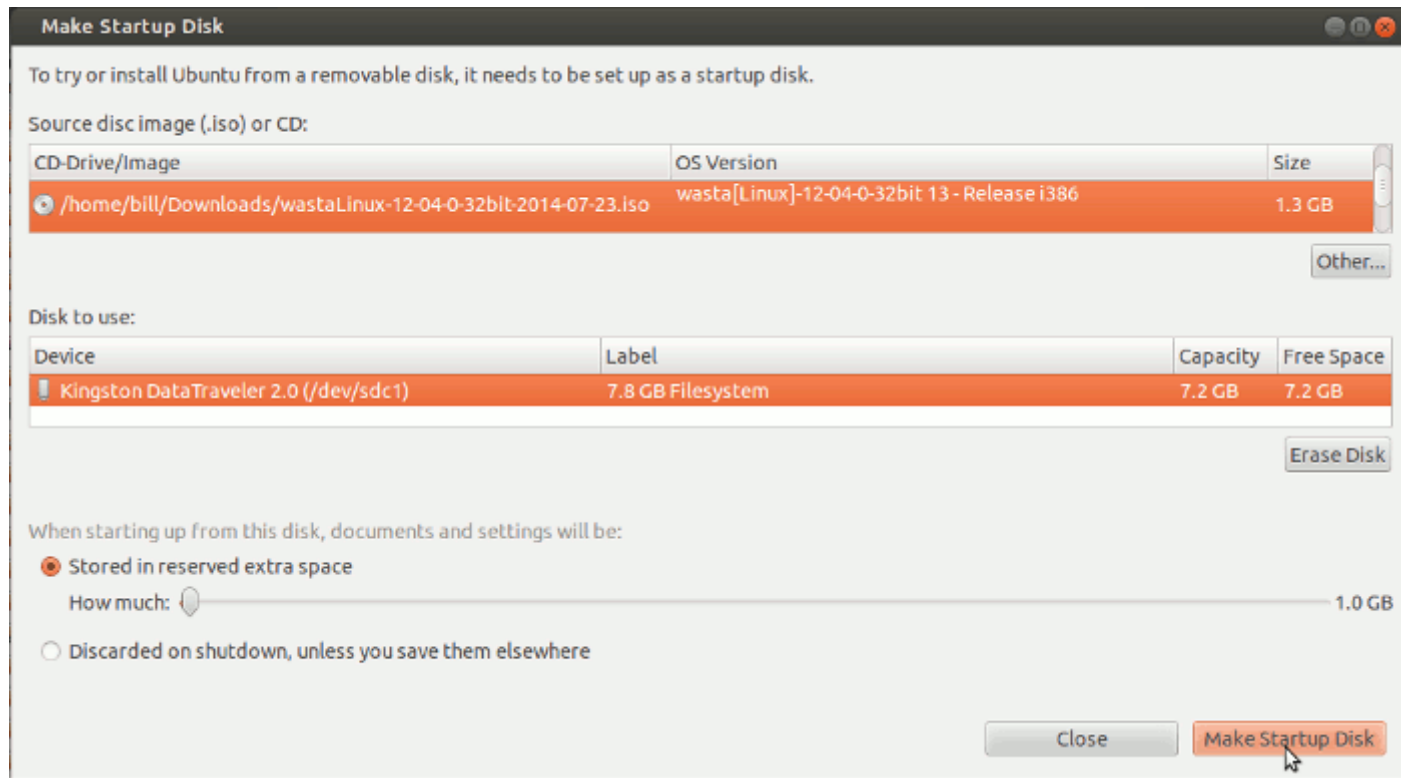 Make Startup Disk
To try or install Ubuntu from a removable disk, it needs to be set up as a startup disk.
Source disc image (.iso) or CD:
CD-Drive/Image OS Version Size
/home/bill/Downloads/wastaLinux-12-04-0-32bit-2014-07-23.iso wasta[Linux]-12-04-0-32bit 13 - Release i386 1.3 GB
Other...
Disk to use:
Device Label Capacity Free Space
Kingston DataTraveler 2.0 (/dev/sdc1) 7.8 GB Filesystem 7.2 GB 7.2 GB
Erase Disk
When starting up from this disk, documents and settings will be:
Stored in reserved extra space
How much: 1.0 GB
Discarded on shutdown, unless you save them elsewhere
Close Make Startup Disk